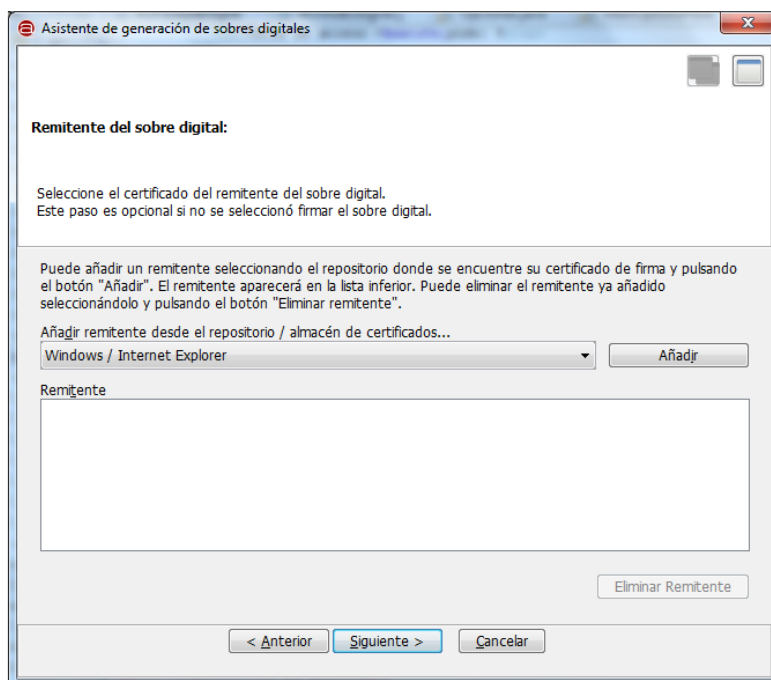 Asistente de generación de sobres digitales
Remitente del sobre digital:
Seleccione el certificado del remitente del sobre digital.
Este paso es opcional si no se seleccionó firmar el sobre digital.
Puede añadir un remitente seleccionando el repositorio donde se encuentre su certificado de firma y pulsando
el botón "Añadir". El remitente aparecerá en la lista inferior. Puede eliminar el remitente ya añadido
seleccionándolo y pulsando el botón "Eliminar remitente".
Añadir remitente desde el repositorio / almacén de certificados...
Windows / Internet Explorer
Añadir
Remitente
Eliminar Remitente
< Anterior
Siguiente >
Cancelar